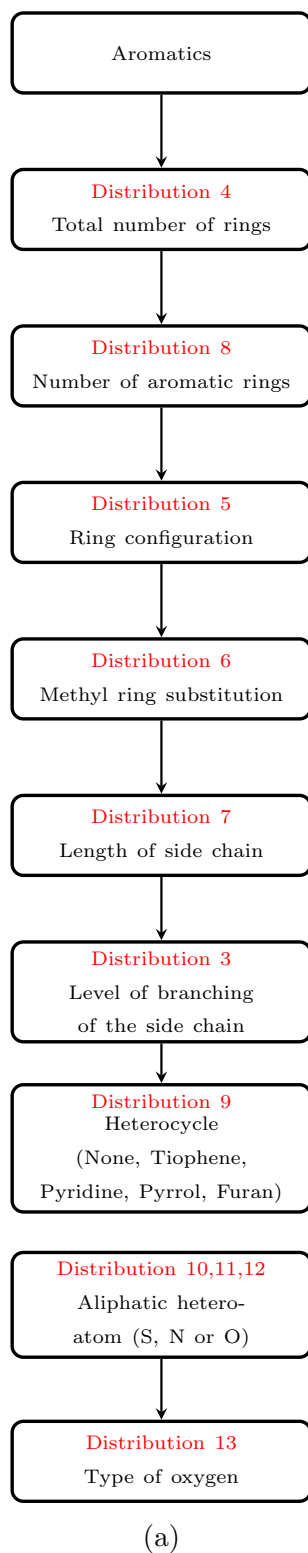 Aromatics
Distribution 4
Total number of rings
Distribution 8
Number of aromatic rings
Distribution 5
Ring configuration
Distribution 6
Methyl ring substitution
Distribution 7
Length of side chain
Distribution 3
Level of branching
of the side chain
Distribution 9
Heterocycle
(None, Tiophene,
Pyridine, Pyrrol, Furan)
Distribution 10,11,12
Aliphatic hetero-
atom (S, N or O)
Distribution 13
Type of oxygen
(a)